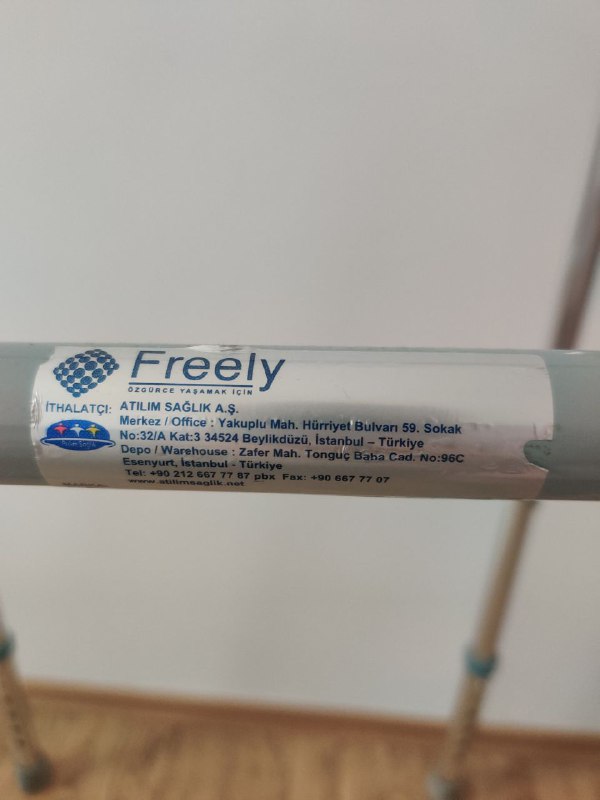 Freely
ÖZGÜRCE YAŞAMAK İÇİN
İTHALATÇI: ATILIM SAĞLIK A.Ş.
Merkez / Office : Yakuplu Mah. Hürriyet Bulvarı 59. Sokak
No:32/A Kat:3 34524 Beylikdüzü, İstanbul – Türkiye
Depo / Warehouse : Zafer Mah. Tonguç Baba Cad. No:96C
Esenyurt, İstanbul - Türkiye
Tel: +90 212 667 77 87 pbx Fax: +90 667 77 07
www.atilimsaglik.net